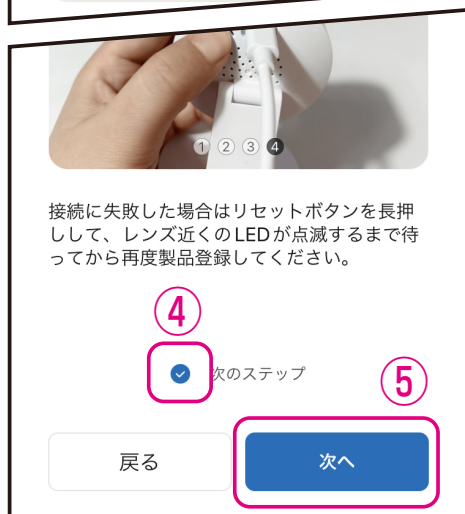 ① ② ③ ④
接続に失敗した場合はリセットボタンを長押
しして、レンズ近くのLEDが点滅するまで待
ってから再度製品登録してください。
④
次のステップ
⑤
戻る
次へ